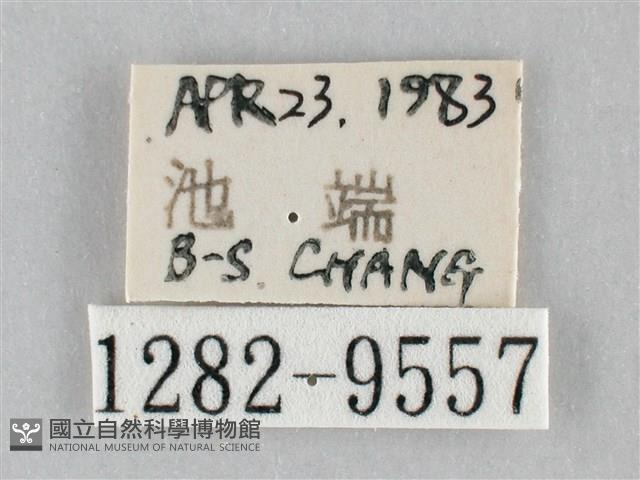 APR 23. 1983
池 端
B-S CHANG
1282-9557
國立自然科學博物館
NATIONAL MUSEUM OF NATURAL SCIENCE